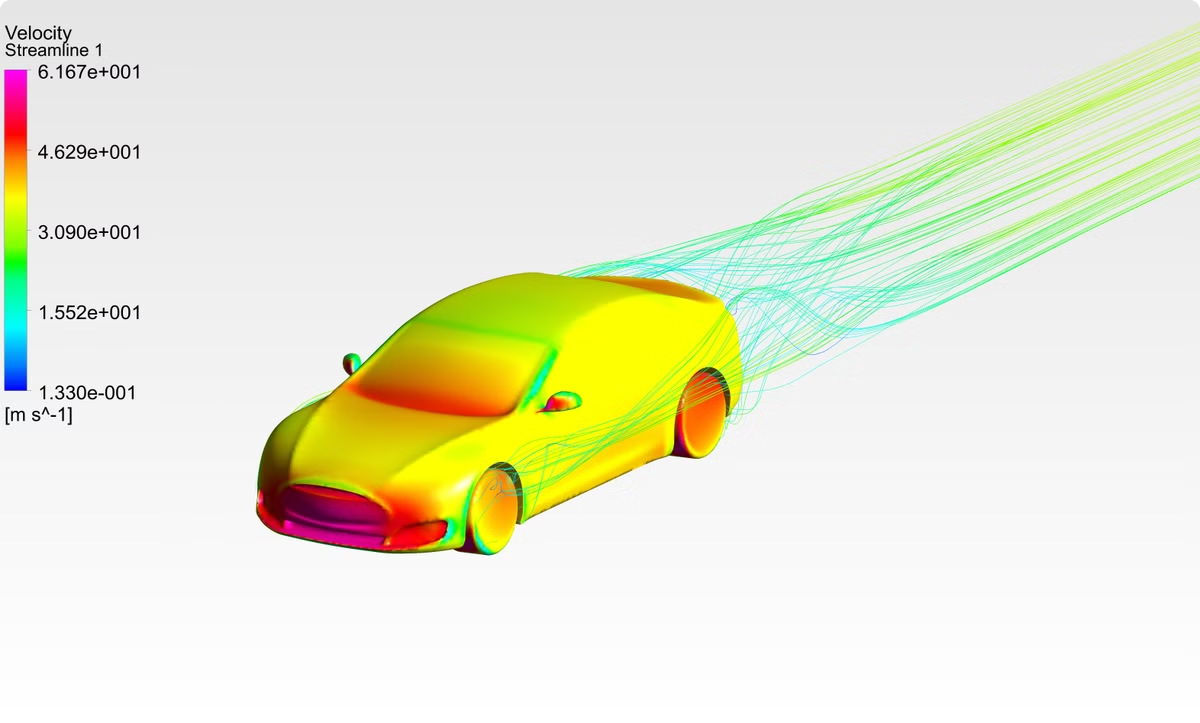 Velocity
Streamline 1
6.167e+001
4.629e+001
3.090e+001
1.552e+001
1.330e-001
[m s^-1]